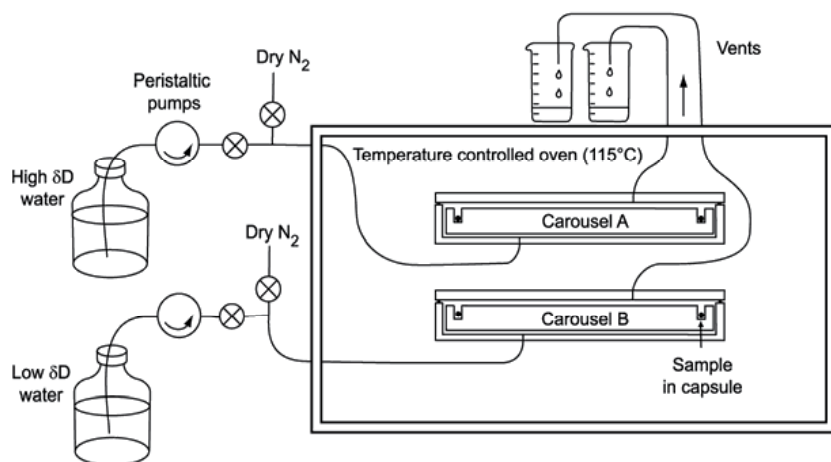 Dry N2
Peristaltic
pumps
Vents
High δD
water
Temperature controlled oven (115°C)
Carousel A
Dry N2
Carousel B
Low δD
water
Sample
in capsule